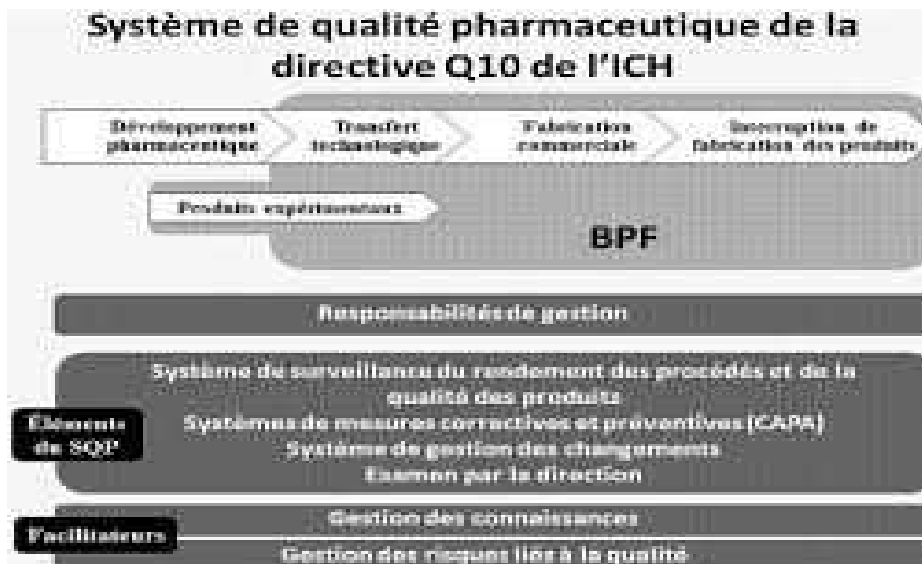 Système de qualité pharmaceutique de la
directive Q10 de l'ICH
Développement
pharmaceutique
Transfert
technologique
Fabrication
commerciale
Interruption de
fabrication des produits
Produits expérimentaux
BPF
Responsabilités de gestion
Éléments
du SQP
Système de surveillance du rendement des procédés et de la
qualité des produits
Systèmes de mesures correctives et préventives (CAPA)
Système de gestion des changements
Examen par la direction
Facilitateurs
Gestion des connaissances
Gestion des risques liés à la qualité